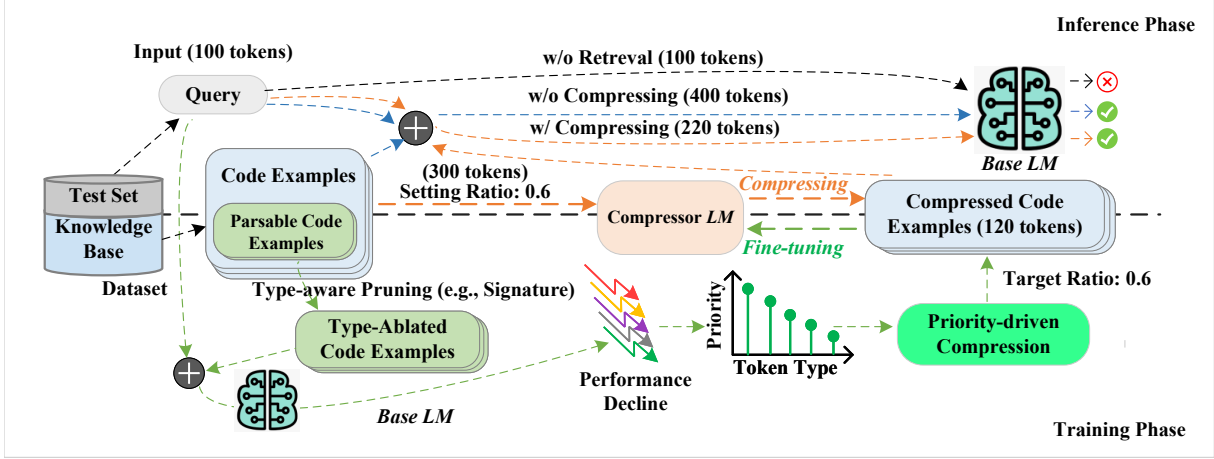 Inference Phase
Input (100 tokens)
w/o Retreval (100 tokens)
Query
w/o Compressing (400 tokens)
w/ Compressing (220 tokens)
Base LM
Code Examples
(300 tokens)
Setting Ratio: 0.6
Compressing
Test Set
Parsable Code
Examples
Compressor LM
Compressed Code
Examples (120 tokens)
Knowledge
Base
Fine-tuning
Dataset
Type-aware Pruning (e.g., Signature)
Target Ratio: 0.6
Type-Ablated
Code Examples
Priority
Priority-driven
Compression
Token Type
Performance
Decline
Base LM
Training Phase